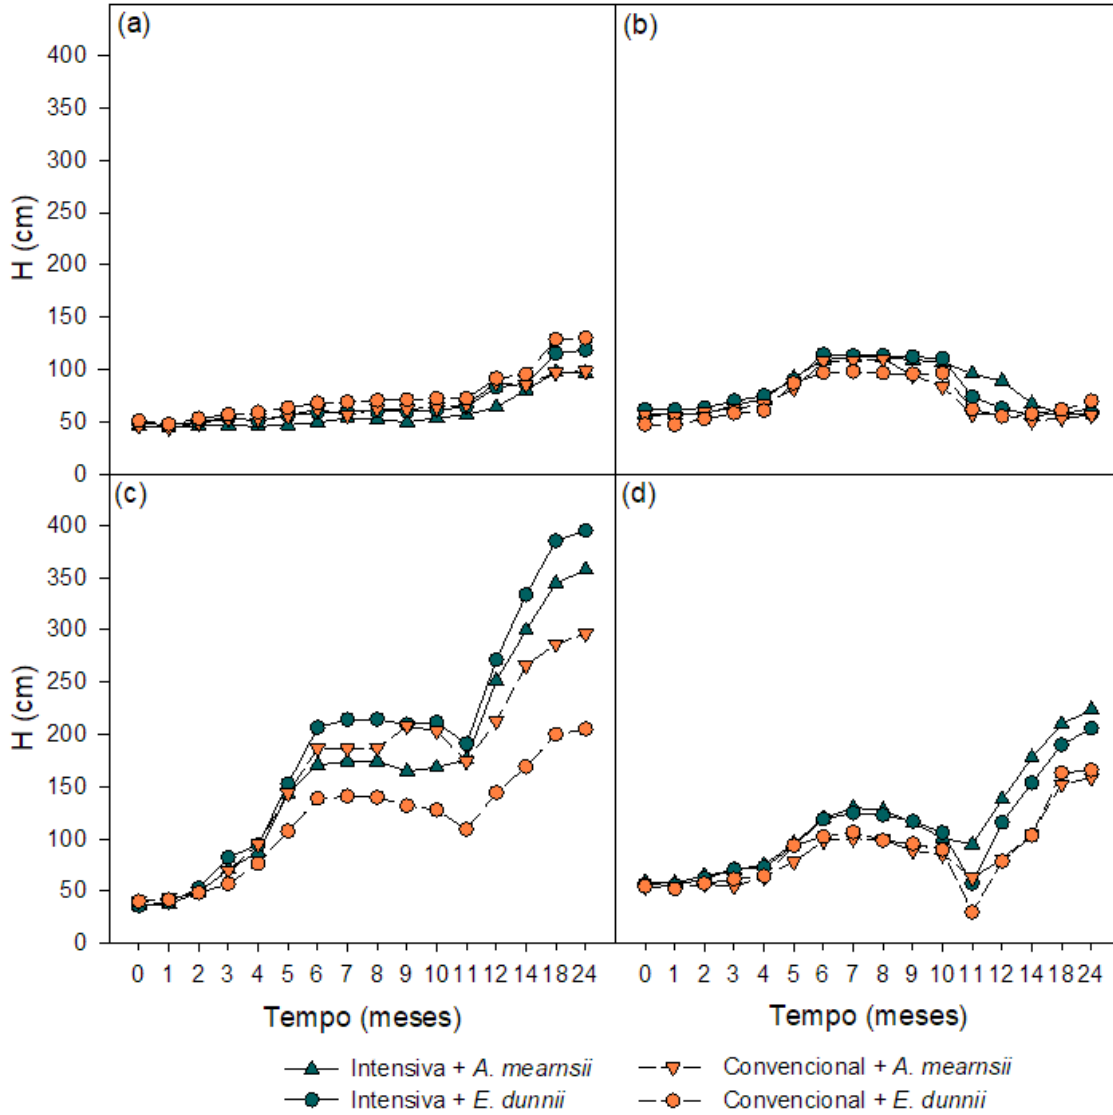 (a)
(b)
400
350
300
250
200
150
100
50
0
H (cm)
(c)
(d)
400
350
300
250
200
150
100
50
0
H (cm)
0 1 2 3 4 5 6 7 8 9 10 11 12 14 18 24
0 1 2 3 4 5 6 7 8 9 10 11 12 14 18 24
Tempo (meses)
Tempo (meses)
Intensiva + A. mearnsii
Convencional + A. mearnsii
Intensiva + E. dunnii
Convencional + E. dunnii